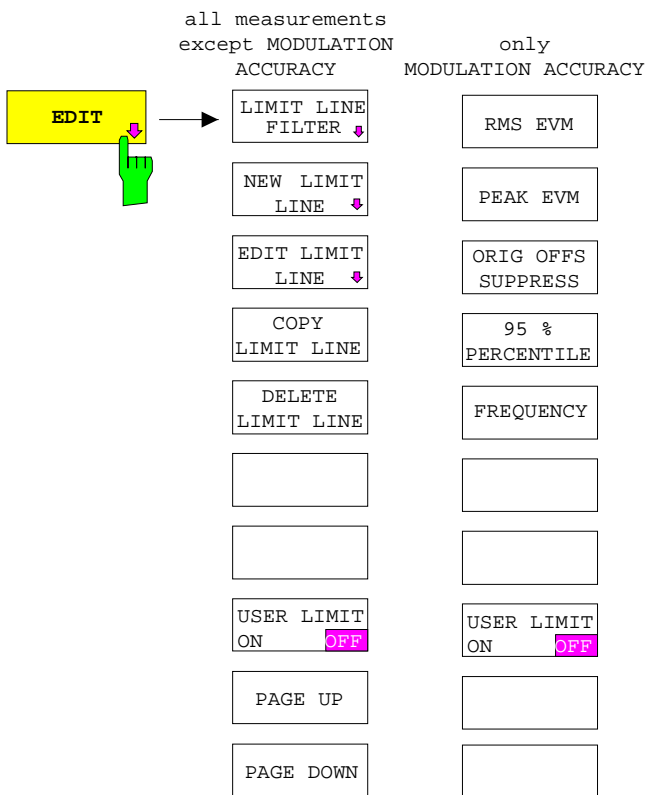 all measurements
except MODULATION
ACCURACY
only
MODULATION ACCURACY
EDIT
LIMIT LINE
FILTER
NEW LIMIT
LINE
EDIT LIMIT
LINE
COPY
LIMIT LINE
DELETE
LIMIT LINE
USER LIMIT
ON OFF
PAGE UP
PAGE DOWN
RMS EVM
PEAK EVM
ORIG OFFS
SUPPRESS
95 %
PERCENTILE
FREQUENCY
USER LIMIT
ON OFF